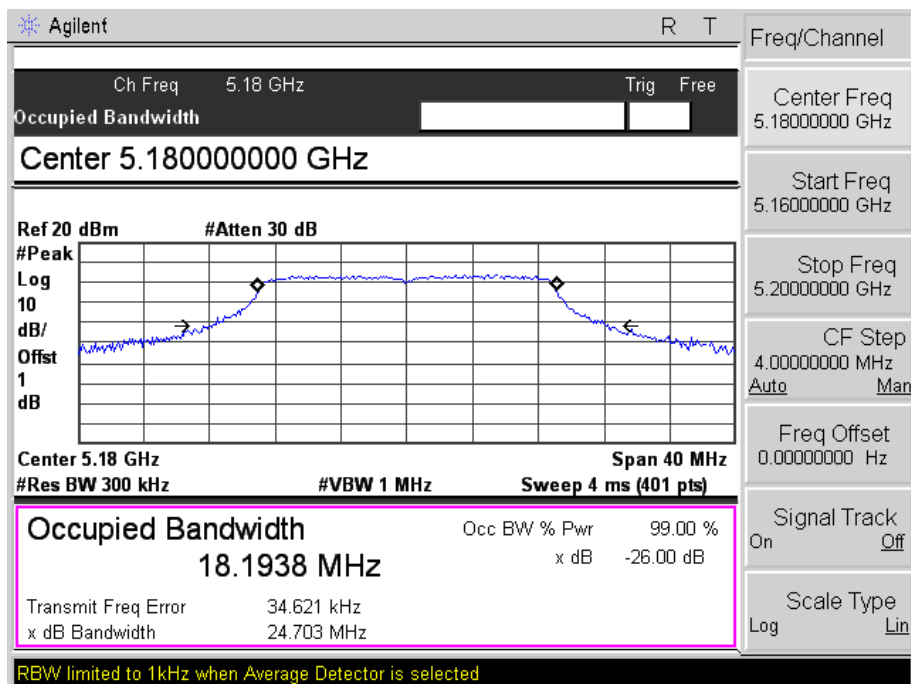 Agilent R T
Freq/Channel
Ch Freq 5.18 GHz Trig Free
Occupied Bandwidth
Center 5.180000000 GHz
Center Freq
5.18000000 GHz
Start Freq
5.16000000 GHz
Stop Freq
5.20000000 GHz
CF Step
4.00000000 MHz
Auto Man
Freq Offset
0.00000000 Hz
Signal Track
On Off
Scale Type
Log Lin
Ref 20 dBm #Atten 30 dB
#Peak
Log
10
dB/
Offst
1
dB
Center 5.18 GHz Span 40 MHz
#Res BW 300 kHz #VBW 1 MHz Sweep 4 ms (401 pts)
Occupied Bandwidth
18.1938 MHz
Occ BW % Pwr 99.00 %
x dB -26.00 dB
Transmit Freq Error 34.621 kHz
x dB Bandwidth 24.703 MHz
RBW limited to 1kHz when Average Detector is selected